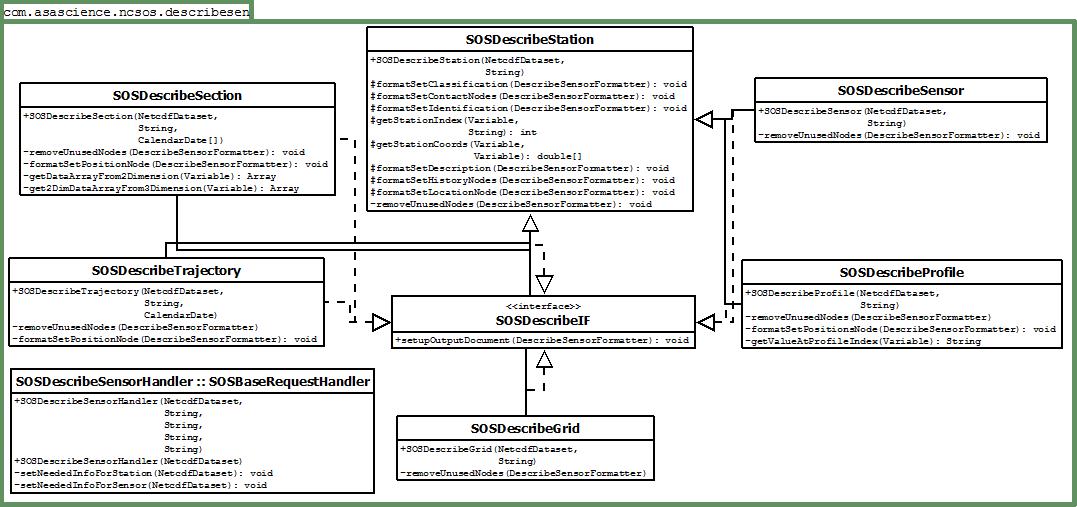 com.asascience.ncsos.describesen
SOSDescribeStation
+SOSDescribeStation(NetcdfDataset,
String)
#formatSetClassification(DescribeSensorFormatter): void
#formatSetContactNodes(DescribeSensorFormatter): void
#formatSetIdentification(DescribeSensorFormatter): void
#getStationIndex(Variable,
String): int
#getStationCoords(Variable,
Variable): double[]
#formatSetDescription(DescribeSensorFormatter): void
#formatSetHistoryNodes(DescribeSensorFormatter): void
#formatSetLocationNode(DescribeSensorFormatter): void
-removeUnusedNodes(DescribeSensorFormatter): void
SOSDescribeSection
+SOSDescribeSection(NetcdfDataset,
String,
CalendarDate[])
-removeUnusedNodes(DescribeSensorFormatter): void
-formatSetPositionNode(DescribeSensorFormatter): void
-getDataArrayFrom2Dimension(Variable): Array
-get2DimDataArrayFrom3Dimension(Variable): Array
SOSDescribeSensor
+SOSDescribeSensor(NetcdfDataset,
String)
-removeUnusedNodes(DescribeSensorFormatter): void
SOSDescribeTrajectory
+SOSDescribeTrajectory(NetcdfDataset,
String,
CalendarDate)
-removeUnusedNodes(DescribeSensorFormatter)
-formatSetPositionNode(DescribeSensorFormatter): void
<<interface>>
SOSDescribeIF
+setupOutputDocument(DescribeSensorFormatter): void
SOSDescribeProfile
+SOSDescribeProfile(NetcdfDataset,
String)
-removeUnusedNodes(DescribeSensorFormatter)
-formatSetPositionsNode(DescribeSensorFormatter): void
-getValueAtProfileIndex(Variable): String
SOSDescribeSensorHandler :: SOSBaseRequestHandler
+SOSDescribeSensorHandler(NetcdfDataset,
String,
String,
String,
String)
+SOSDescribeSensorHandler(NetcdfDataset)
-setNeededInfoForStation(NetcdfDataset): void
-setNeededInfoForSensor(NetcdfDataset): void
SOSDescribeGrid
+SOSDescribeGrid(NetcdfDataset,
String)
-removeUnusedNodes(DescribeSensorFormatter)